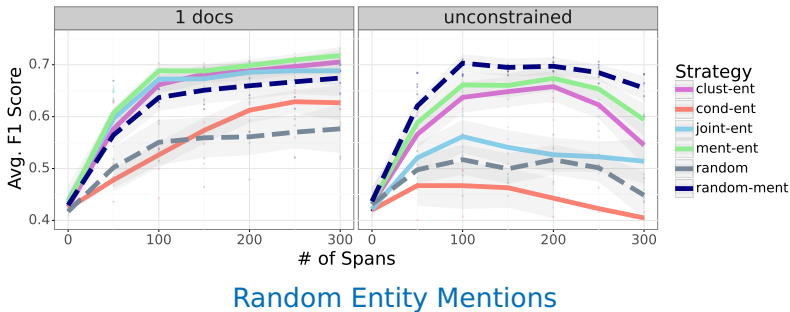 1 docs
unconstrained
Avg. F1 Score
0.7
0.6
0.5
0.4
0
100
200
300
0
100
200
300
# of Spans
Strategy
clust-ent
cond-ent
joint-ent
ment-ent
random
random-ment
Random Entity Mentions